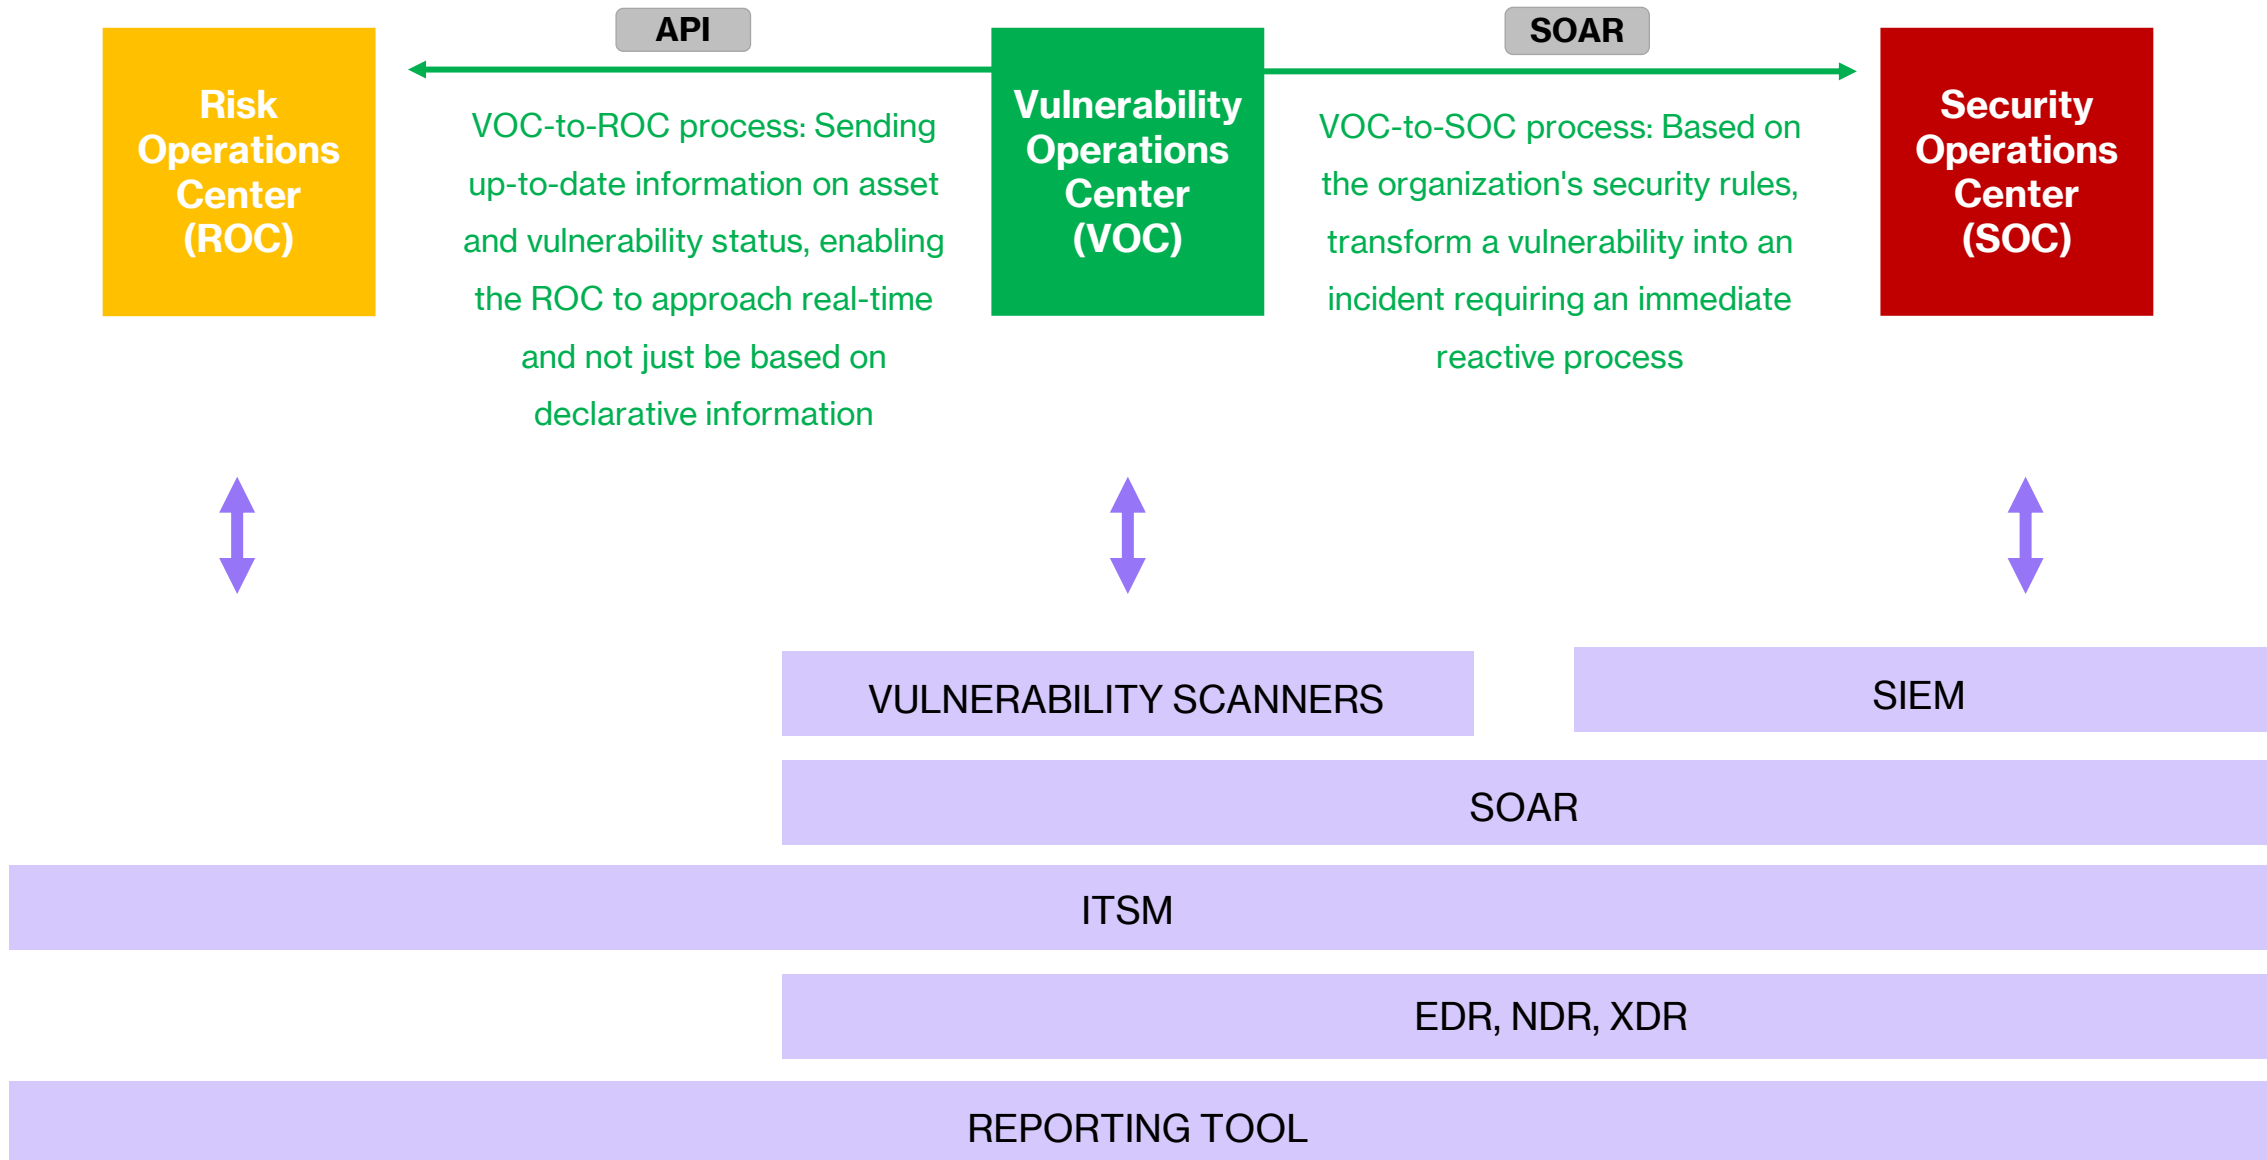 API
SOAR
Risk
Operations
Center
(ROC)
VOC-to-ROC process: Sending
up-to-date information on asset
and vulnerability status, enabling
the ROC to approach real-time
and not just be based on
declarative information
Vulnerability
Operations
Center
(VOC)
VOC-to-SOC process: Based on
the organization's security rules,
transform a vulnerability into an
incident requiring an immediate
reactive process
Security
Operations
Center
(SOC)
VULNERABILITY SCANNERS
SIEM
SOAR
ITSM
EDR, NDR, XDR
REPORTING TOOL